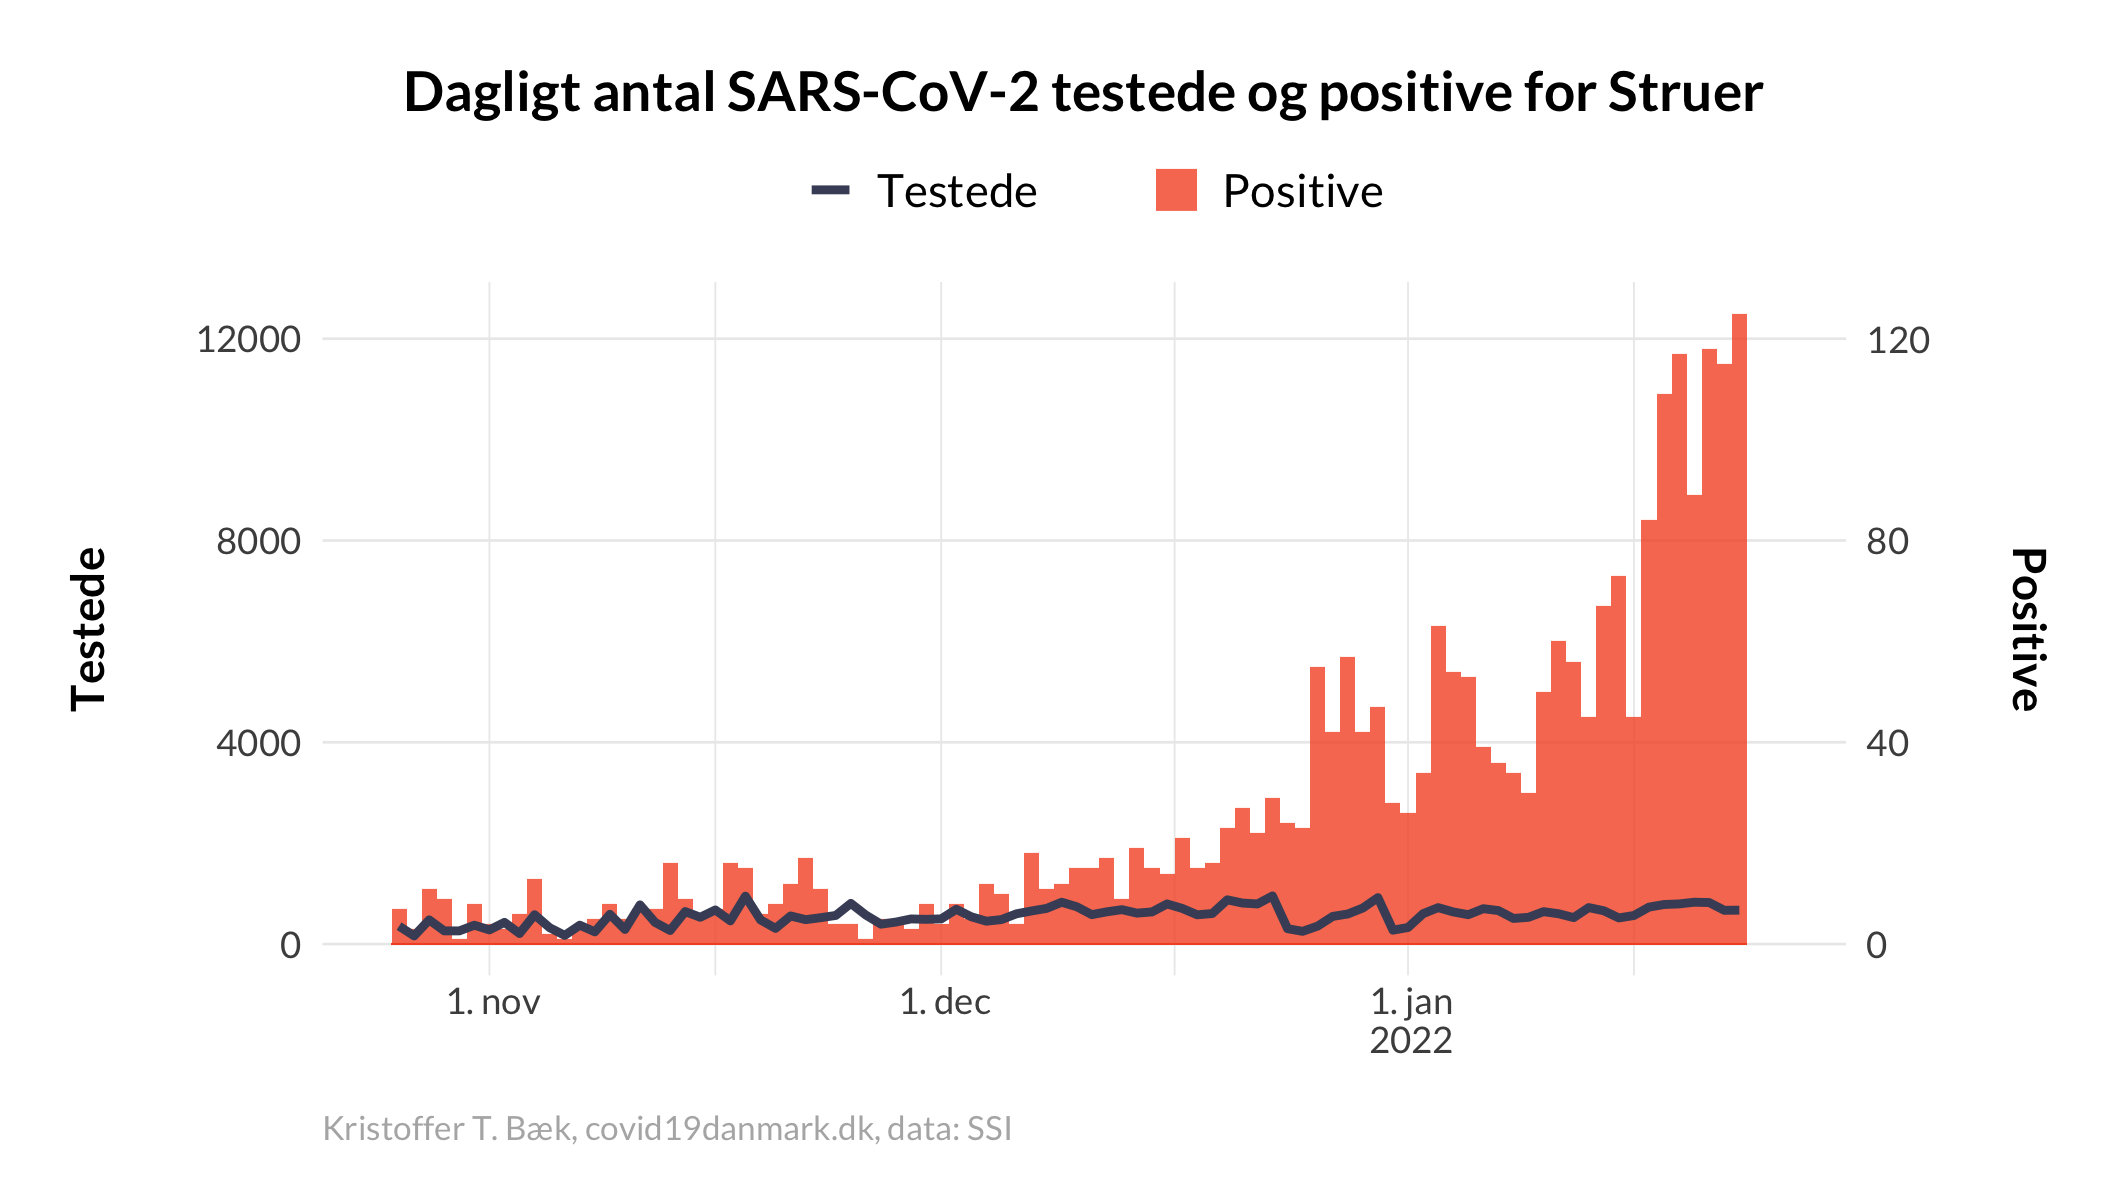 Dagligt antal SARS-CoV-2 testede og positive for Struer
Testede
Positive
12000
8000
4000
0
120
80
40
0
Testede
Positive
1. nov
1. dec
1. jan
2022
Kristoffer T. Bæk, covid19danmark.dk, data: SSI